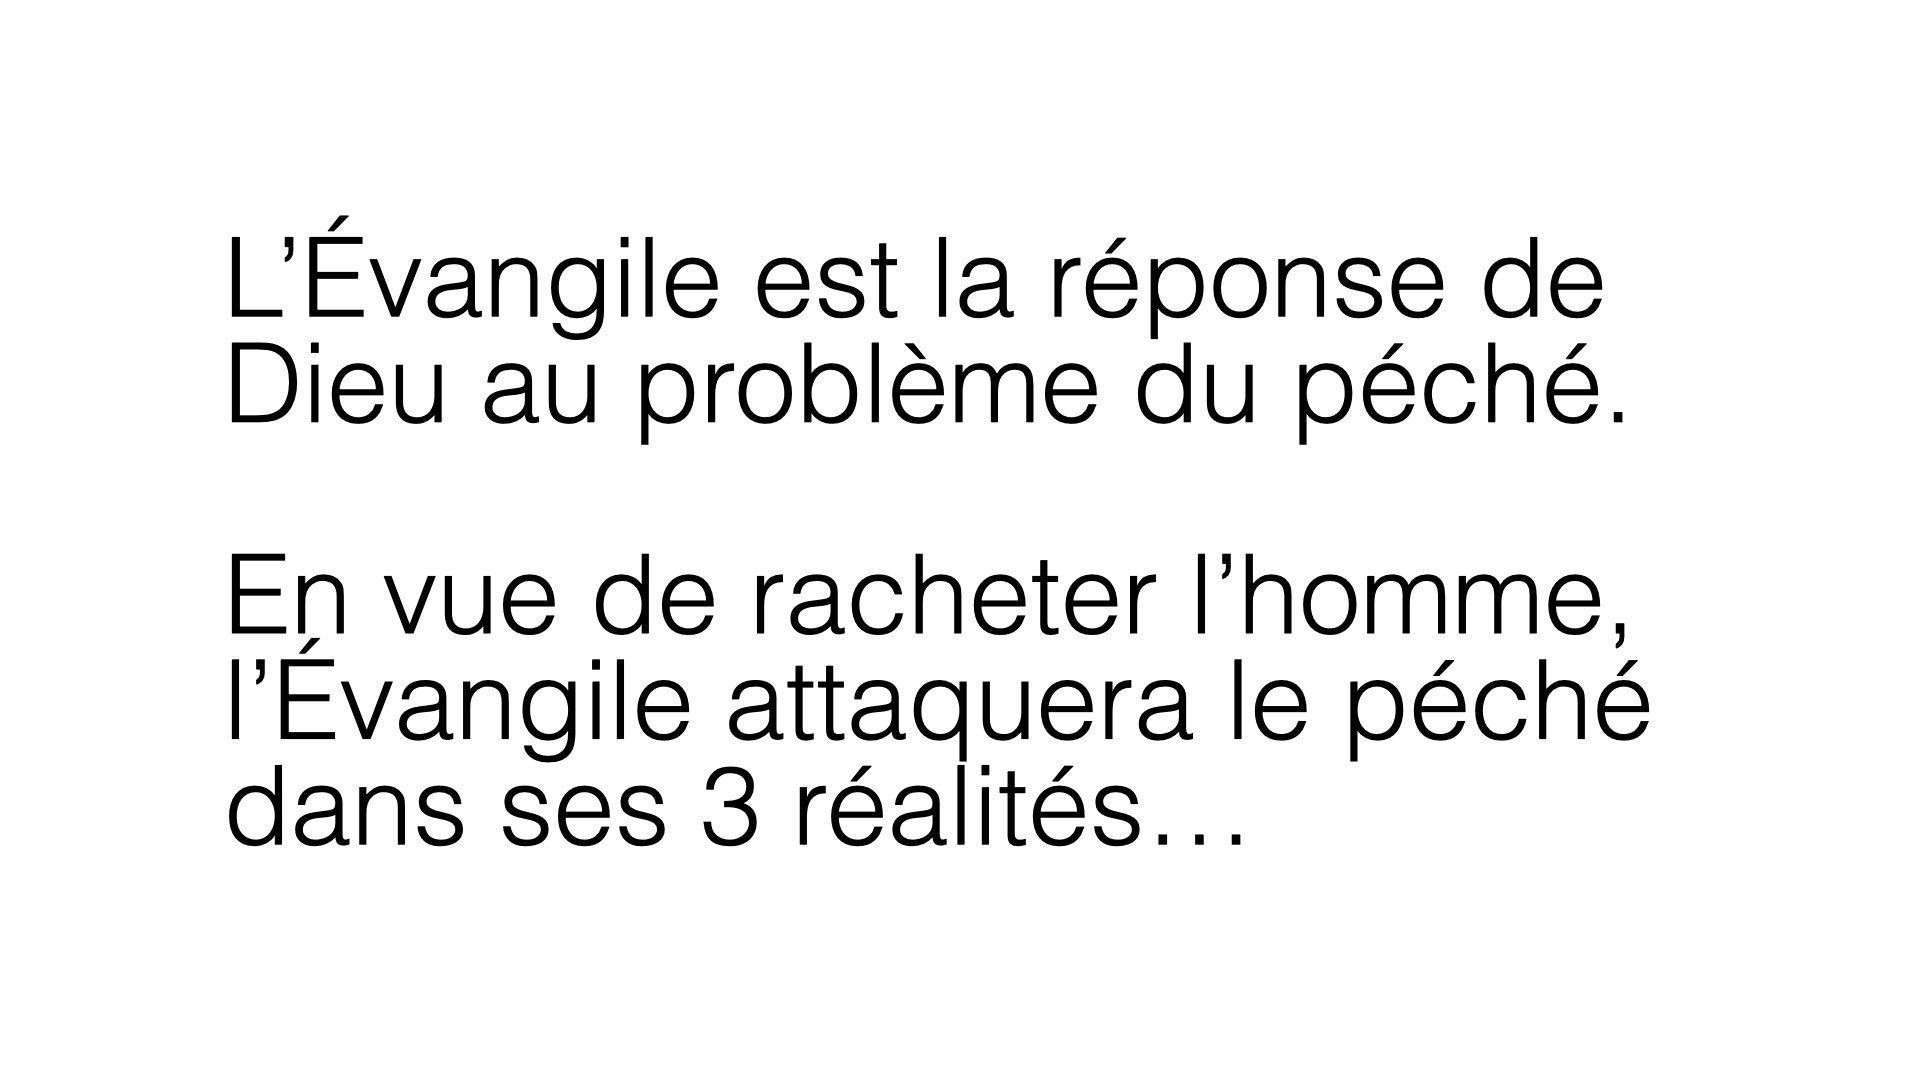 L’Évangile est la réponse de
Dieu au problème du péché.
En vue de racheter l’homme,
l’Évangile attaquera le péché
dans ses 3 réalités…